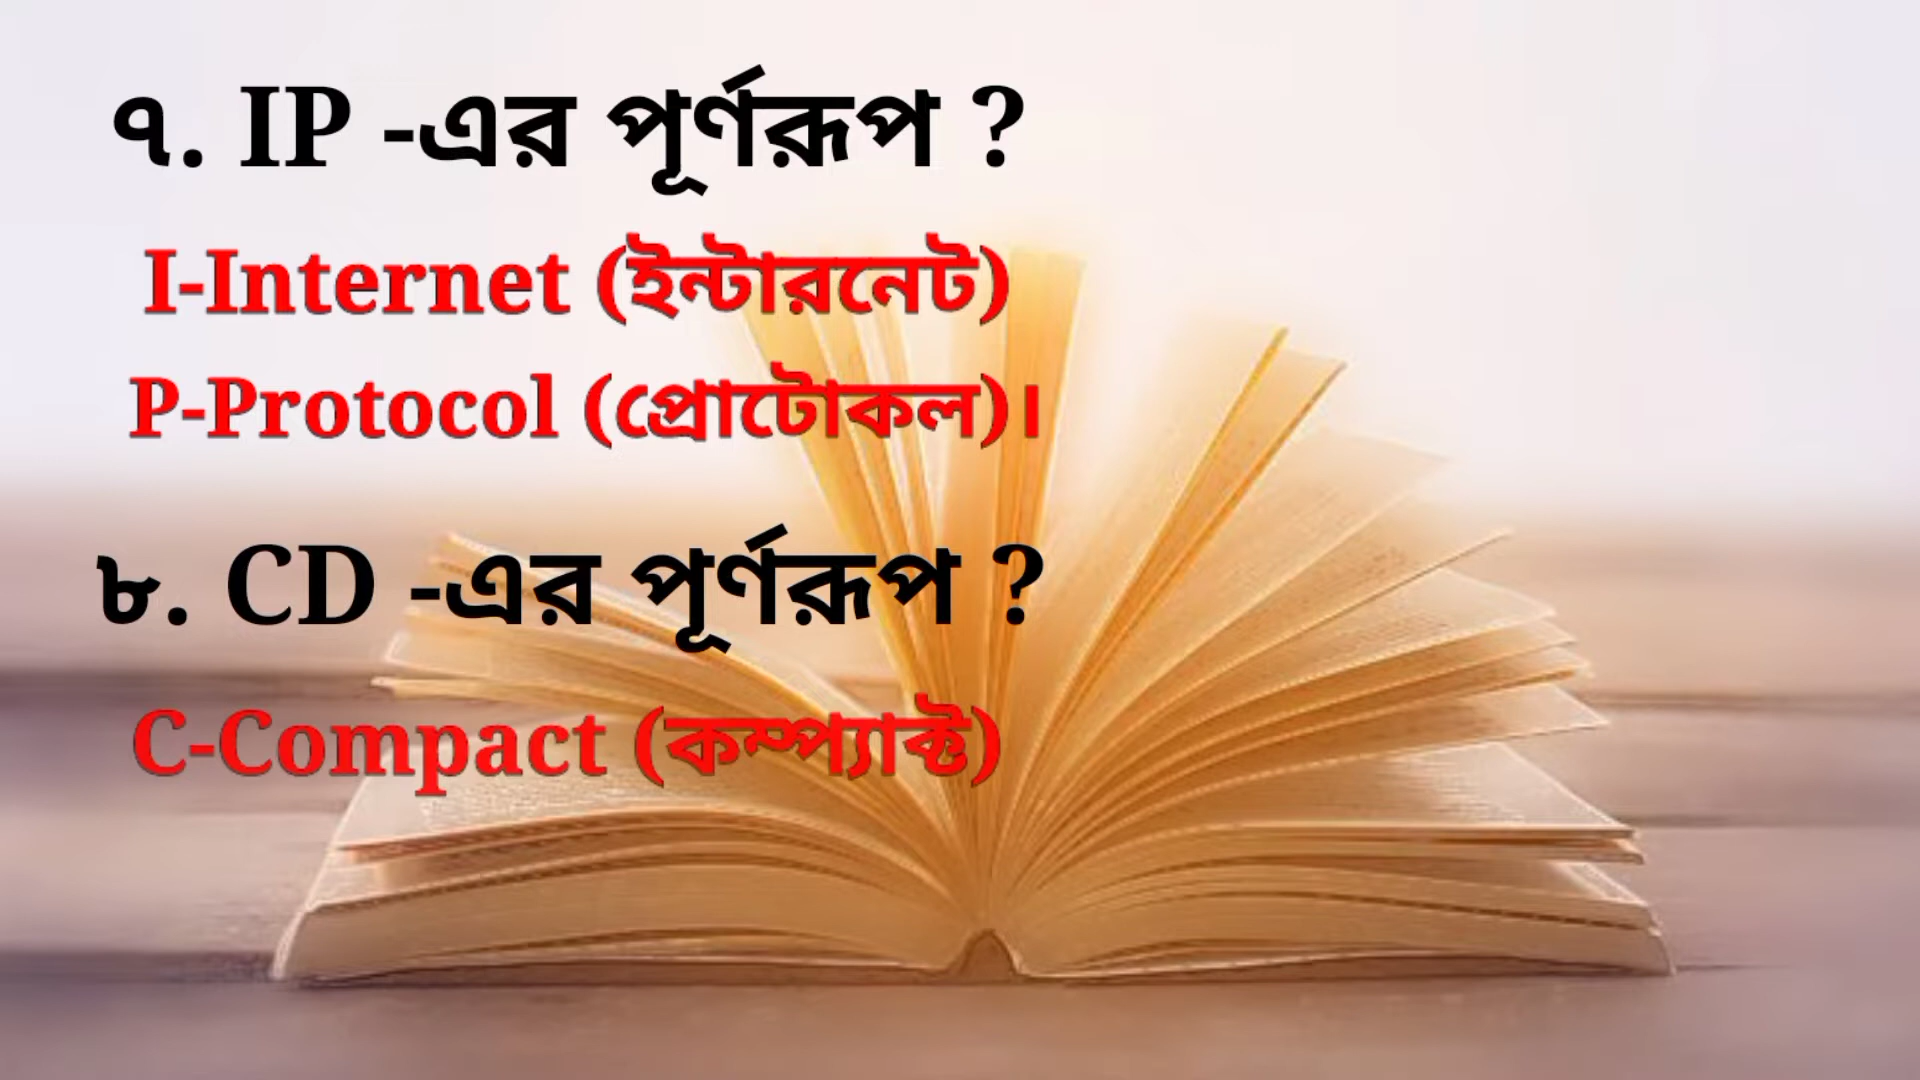 ৭. IP -এর পূর্ণরূপ ?
I-Internet (ইন্টারনেট)
P-Protocol (প্রোটোকল)।
৮. CD -এর পূর্ণরূপ ?
C-Compact (কম্প্যাক্ট)